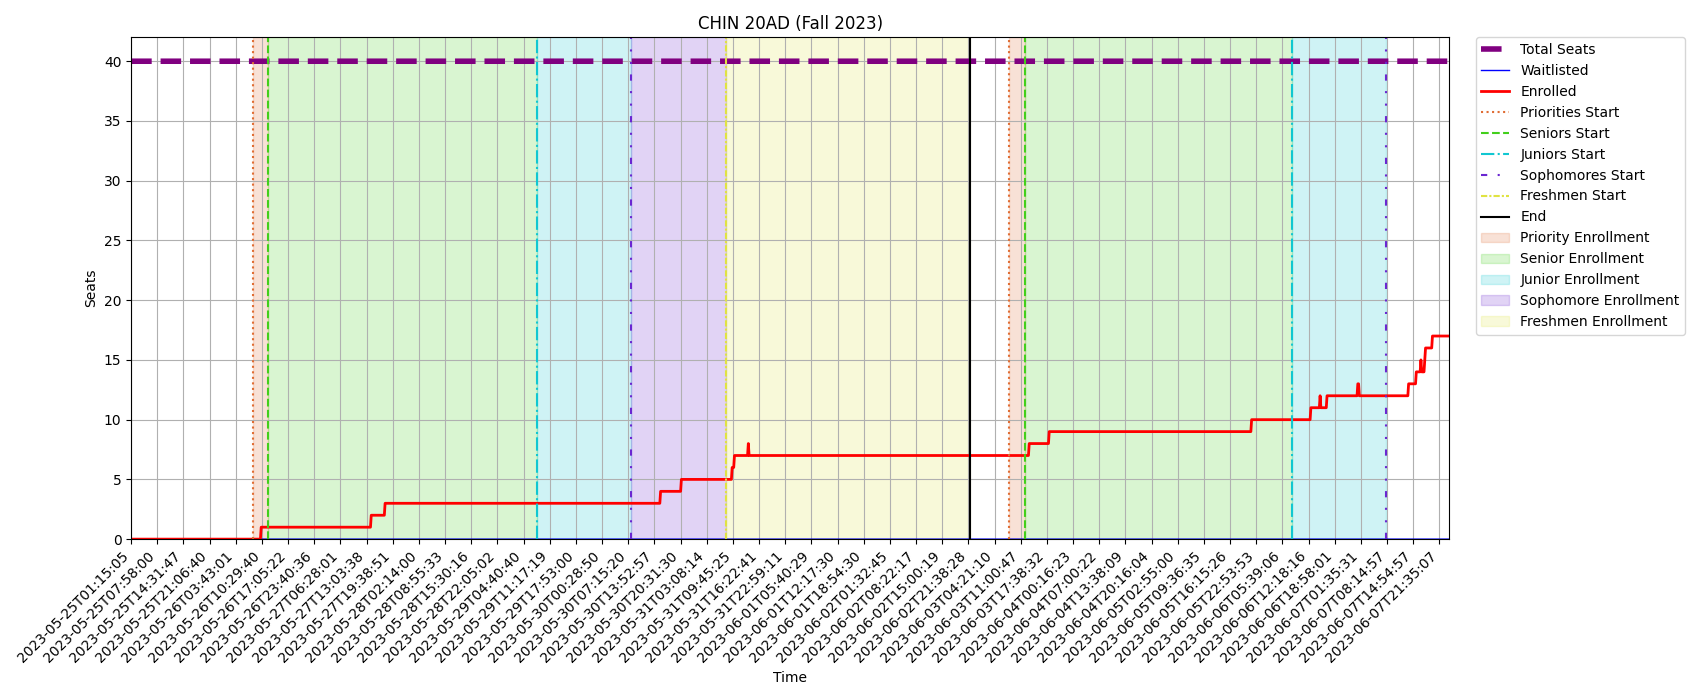 CHIN 20AD (Fall 2023)
Seats
40
35
30
25
20
15
10
5
0
2023-05-25T01:15:05
2023-05-25T07:58:00
2023-05-25T14:31:47
2023-05-25T21:06:40
2023-05-26T03:43:01
2023-05-26T10:29:40
2023-05-26T17:05:22
2023-05-26T23:40:36
2023-05-27T06:28:01
2023-05-27T13:03:38
2023-05-27T19:38:51
2023-05-28T02:14:00
2023-05-28T08:55:33
2023-05-28T15:30:16
2023-05-28T22:05:02
2023-05-29T04:40:40
2023-05-29T11:17:19
2023-05-29T17:53:00
2023-05-30T00:28:50
2023-05-30T07:15:20
2023-05-30T13:52:57
2023-05-30T20:31:30
2023-05-31T03:08:14
2023-05-31T09:45:25
2023-05-31T16:22:41
2023-05-31T22:59:11
2023-06-01T05:40:29
2023-06-01T12:17:30
2023-06-01T18:54:30
2023-06-02T01:32:45
2023-06-02T08:22:17
2023-06-02T15:00:19
2023-06-02T21:38:28
2023-06-03T04:21:10
2023-06-03T11:00:47
2023-06-03T17:38:32
2023-06-04T00:16:23
2023-06-04T07:00:22
2023-06-04T13:38:09
2023-06-04T20:16:04
2023-06-05T02:55:00
2023-06-05T09:36:35
2023-06-05T16:15:26
2023-06-05T22:53:53
2023-06-06T05:39:06
2023-06-06T12:18:16
2023-06-06T18:58:01
2023-06-07T01:35:31
2023-06-07T08:14:57
2023-06-07T14:54:57
2023-06-07T21:35:07
Time
Total Seats
Waitlisted
Enrolled
Priorities Start
Seniors Start
Juniors Start
Sophomores Start
Freshmen Start
End
Priority Enrollment
Senior Enrollment
Junior Enrollment
Sophomore Enrollment
Freshmen Enrollment